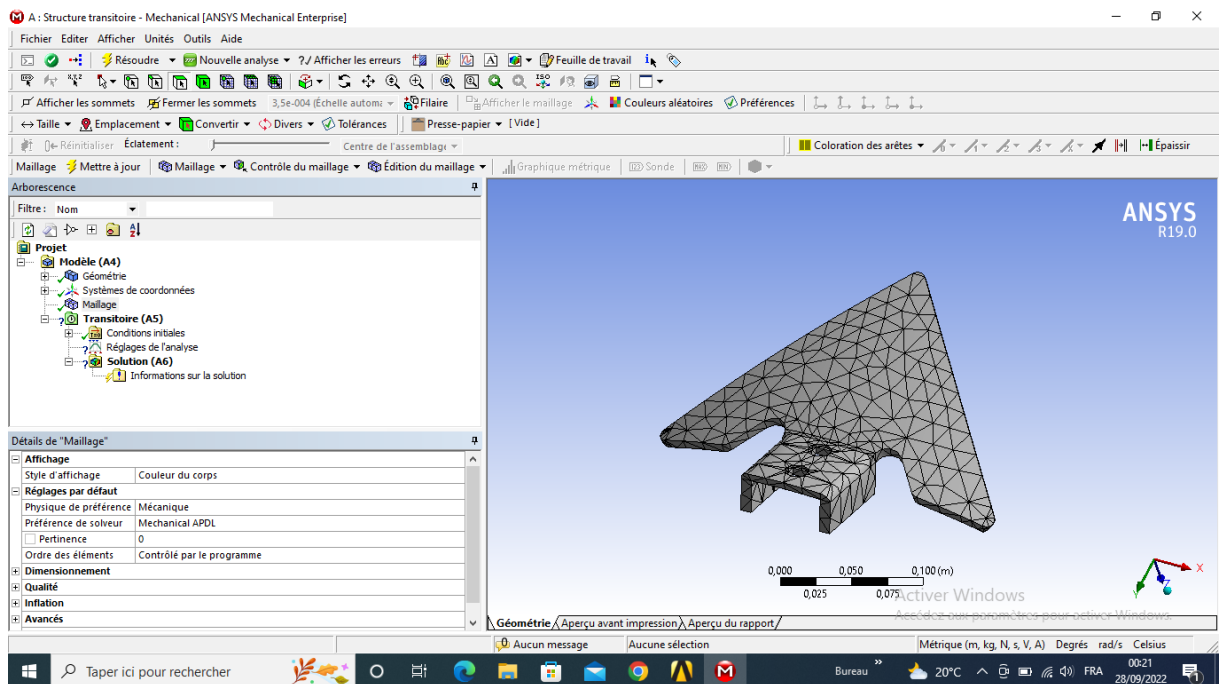 A : Structure transitoire - Mechanical [ANSYS Mechanical Enterprise]
Fichier Editer Afficher Unités Outils Aide
Résoudre Nouvelle analyse ?✓ Afficher les erreurs A Feuille de travail
ISO
Afficher les sommets Fermer les sommets 3,5e-004 (Échelle automa Filaire Afficher le maillage Couleurs aléatoires Préférences
Taille Emplacement Convertir Divers Tolérances Presse-papier [Vide]
Réinitialiser Éclatement : Centre de l'assemblage Coloration des arêtes Épaissir
Maillage Mettre à jour Maillage Contrôle du maillage Édition du maillage Graphique métrique Sonde
Arborescence
Filtre : Nom
Projet
Modèle (A4)
Géométrie
Systèmes de coordonnées
Maillage
Transitoire (A5)
Conditions initiales
Réglages de l'analyse
Solution (A6)
Informations sur la solution
Détails de "Maillage"
Affichage
Style d'affichage Couleur du corps
Réglages par défaut
Physique de préférence Mécanique
Préférence de solveur Mechanical APDL
Pertinence 0
Ordre des éléments Contrôlé par le programme
Dimensionnement
Qualité
Inflation
Avancés
ANSYS
R19.0
0,000 0,050 0,100 (m)
0,025 0,075
X
Y
Z
Activer Windows
Accédez aux paramètres pour activer Windows.
Géométrie Aperçu avant impression Aperçu du rapport
0 Aucun message Aucune sélection Métrique (m, kg, N, s, V, A) Degrés rad/s Celsius
Taper ici pour rechercher Bureau 20°C FRA 00:21
28/09/2022